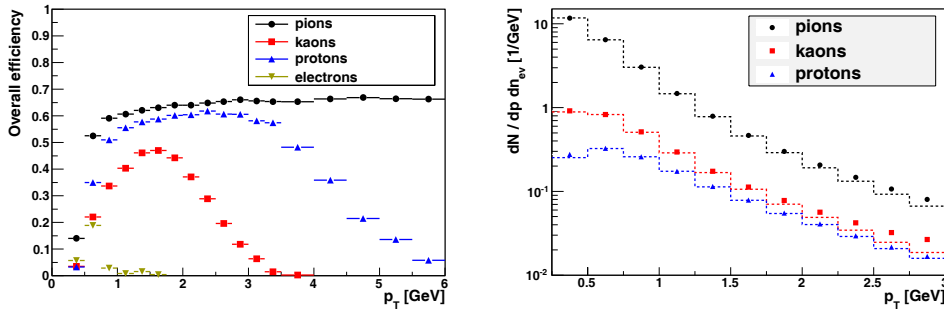 Overall efficiency
1
0.9
0.8
0.7
0.6
0.5
0.4
0.3
0.2
0.1
0
pions
kaons
protons
electrons
0 1 2 3 4 5 6
p_T [GeV]
dN / dp dn_ev [1/GeV]
10
1
10^-1
10^-2
pions
kaons
protons
0.5 1 1.5 2 2.5 3
p_T [GeV]